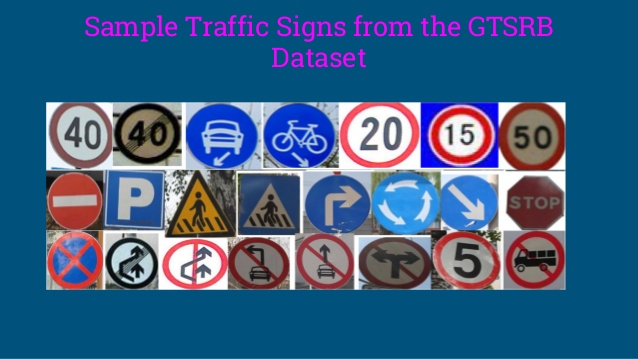 Sample Traffic Signs from the GTSRB
Dataset
40 40 20 15 50
P STOP
5